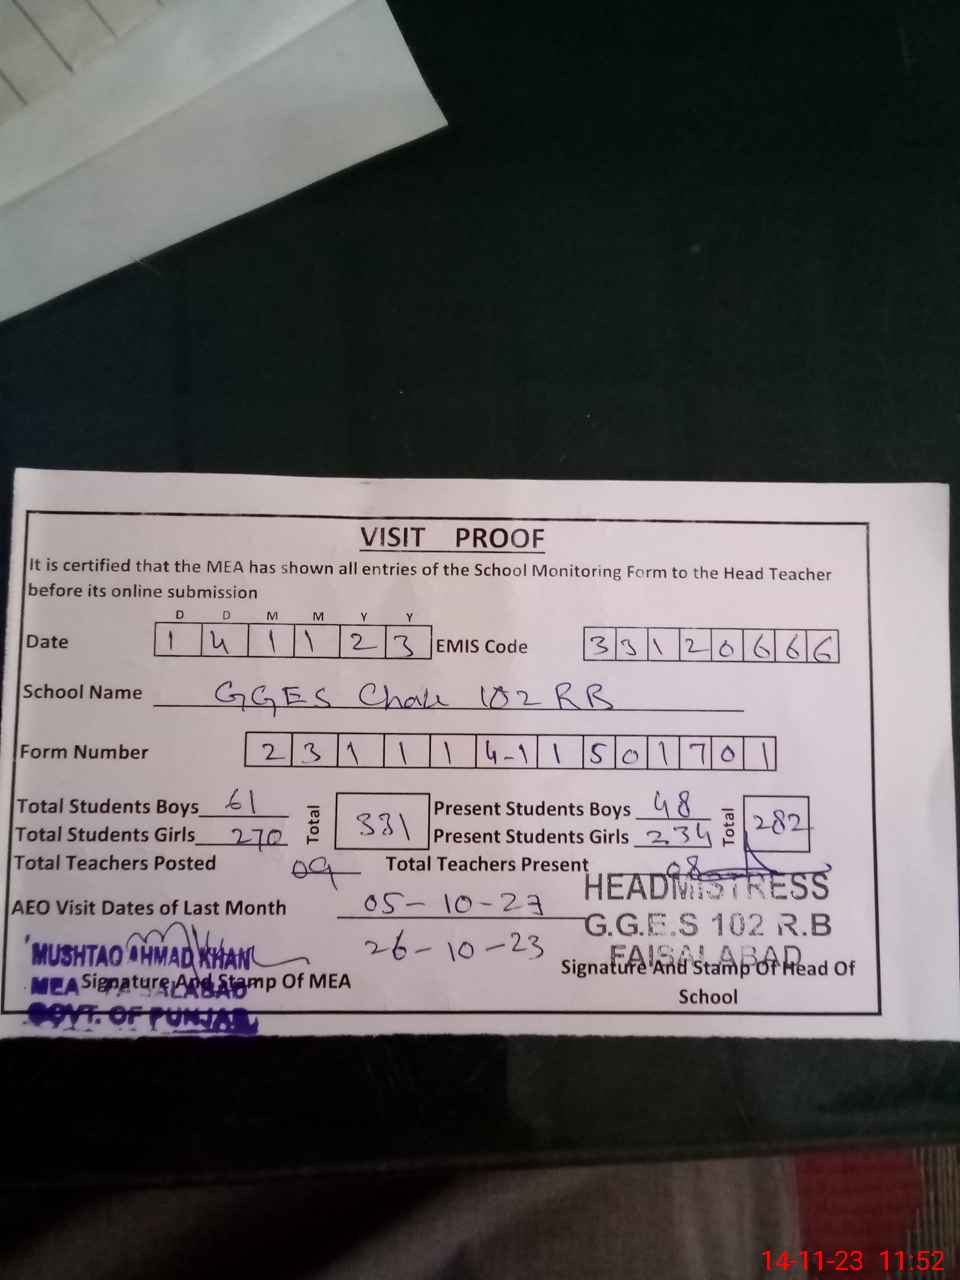 VISIT PROOF
It is certified that the MEA has shown all entries of the School Monitoring Form to the Head Teacher
before its online submission
D D M M Y Y
Date 1 4 1 1 2 3 EMIS Code 3 3 1 2 0 6 6 6
School Name GGES Chak 102 RB
Form Number 2 3 1 1 1 4-1 1 5 0 1 7 0 1
Total Students Boys 61 Total 331 Present Students Boys 48 Total 282
Total Students Girls 270 Present Students Girls 234
Total Teachers Posted 09 Total Teachers Present 08
HEADMISTRESS
AEO Visit Dates of Last Month 05-10-23
G.G.E.S 102 R.B
26-10-23
FAISALABAD
MUSHTAQ AHMAD KHAN
MEA FAISALABAD
GOVT. OF PUNJAB
Signature And Stamp Of MEA
Signature And Stamp Of Head Of
School
14-11-23 11:52